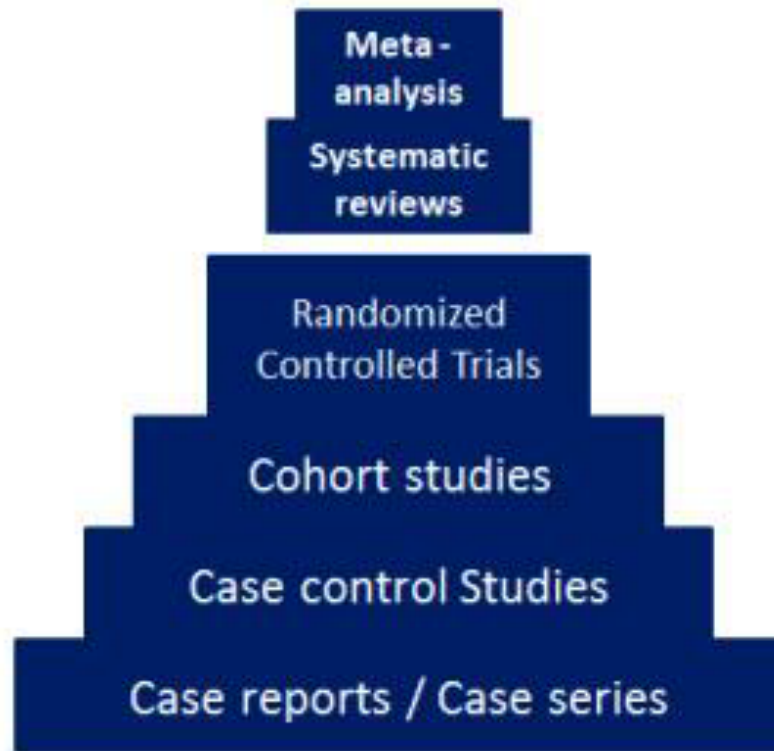 Meta -
analysis
Systematic
reviews
Randomized
Controlled Trials
Cohort studies
Case control Studies
Case reports / Case series